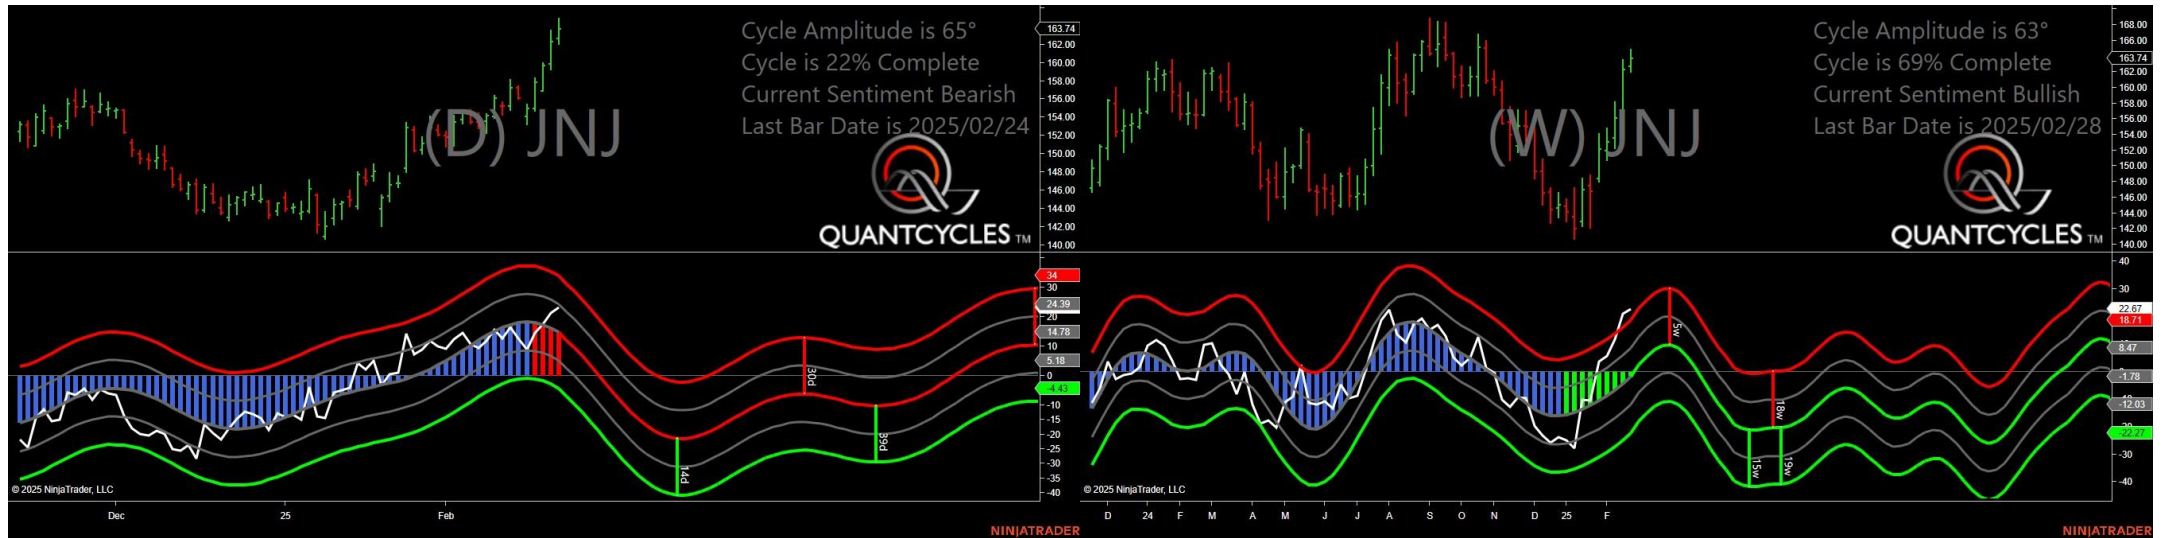 Cycle Amplitude is 65°
Cycle is 22% Complete
Current Sentiment Bearish
Last Bar Date is 2025/02/24
(D) JNJ
QUANTCYCLES TM
163.74
162.00
160.00
158.00
156.00
154.00
152.00
150.00
148.00
146.00
144.00
142.00
140.00
34
30
24.39
20
14.78
10
5.18
0
-4.43
-10
-15
-20
-25
-30
-35
-40
14d
30d
39d
© 2025 NinjaTrader, LLC
Dec
25
Feb
NINJATRADER
Cycle Amplitude is 63°
Cycle is 69% Complete
Current Sentiment Bullish
Last Bar Date is 2025/02/28
(W) JNJ
QUANTCYCLES TM
168.00
166.00
163.74
162.00
160.00
158.00
156.00
154.00
152.00
150.00
148.00
146.00
144.00
142.00
140.00
40
30
22.67
18.71
8.47
0
-1.78
-12.03
-22.27
-30
-40
5w
15w
18w
19w
© 2025 NinjaTrader, LLC
D
24
F
M
A
M
J
J
A
S
O
N
D
25
F
NINJATRADER